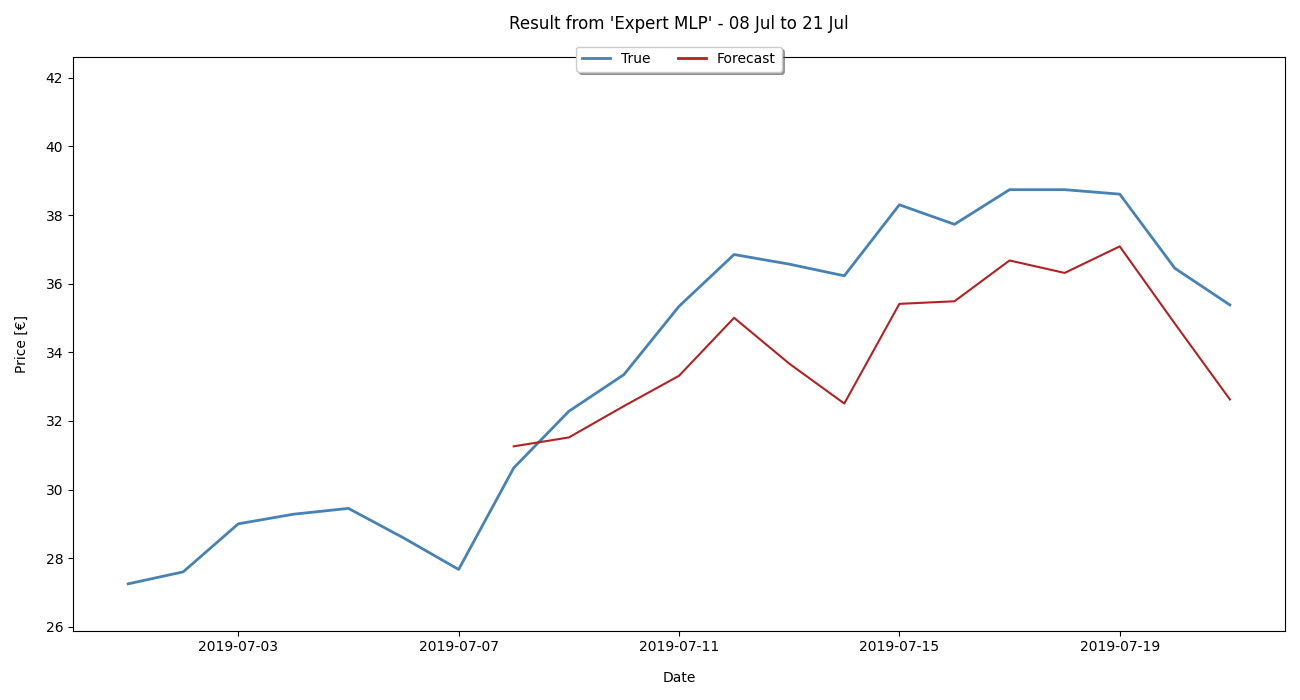 Result from 'Expert MLP' - 08 Jul to 21 Jul
True Forecast
42
40
38
36
34
32
30
28
26
Price [€]
2019-07-03 2019-07-07 2019-07-11 2019-07-15 2019-07-19
Date